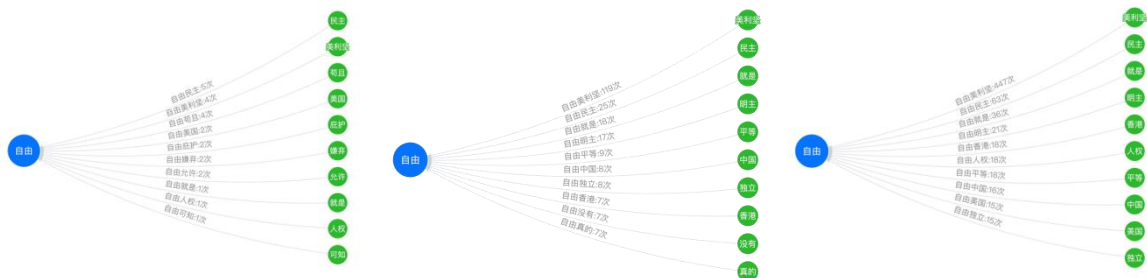 自由
自由民主:5次
自由美利坚:4次
自由苟且:4次
自由美国:2次
自由庇护:2次
自由嫌弃:2次
自由允许:2次
自由就是:1次
自由人权:1次
自由可知:1次
民主
美利坚
苟且
美国
庇护
嫌弃
允许
就是
人权
可知
自由
自由美利坚:119次
自由民主:25次
自由就是:18次
自由明主:17次
自由平等:9次
自由中国:8次
自由独立:8次
自由香港:7次
自由没有:7次
自由真的:7次
美利坚
民主
就是
明主
平等
中国
独立
香港
没有
真的
自由
自由美利坚:447次
自由民主:63次
自由就是:36次
自由明主:21次
自由香港:18次
自由人权:18次
自由平等:16次
自由中国:16次
自由美国:15次
自由独立:15次
美利坚
民主
就是
明主
香港
人权
平等
中国
美国
独立